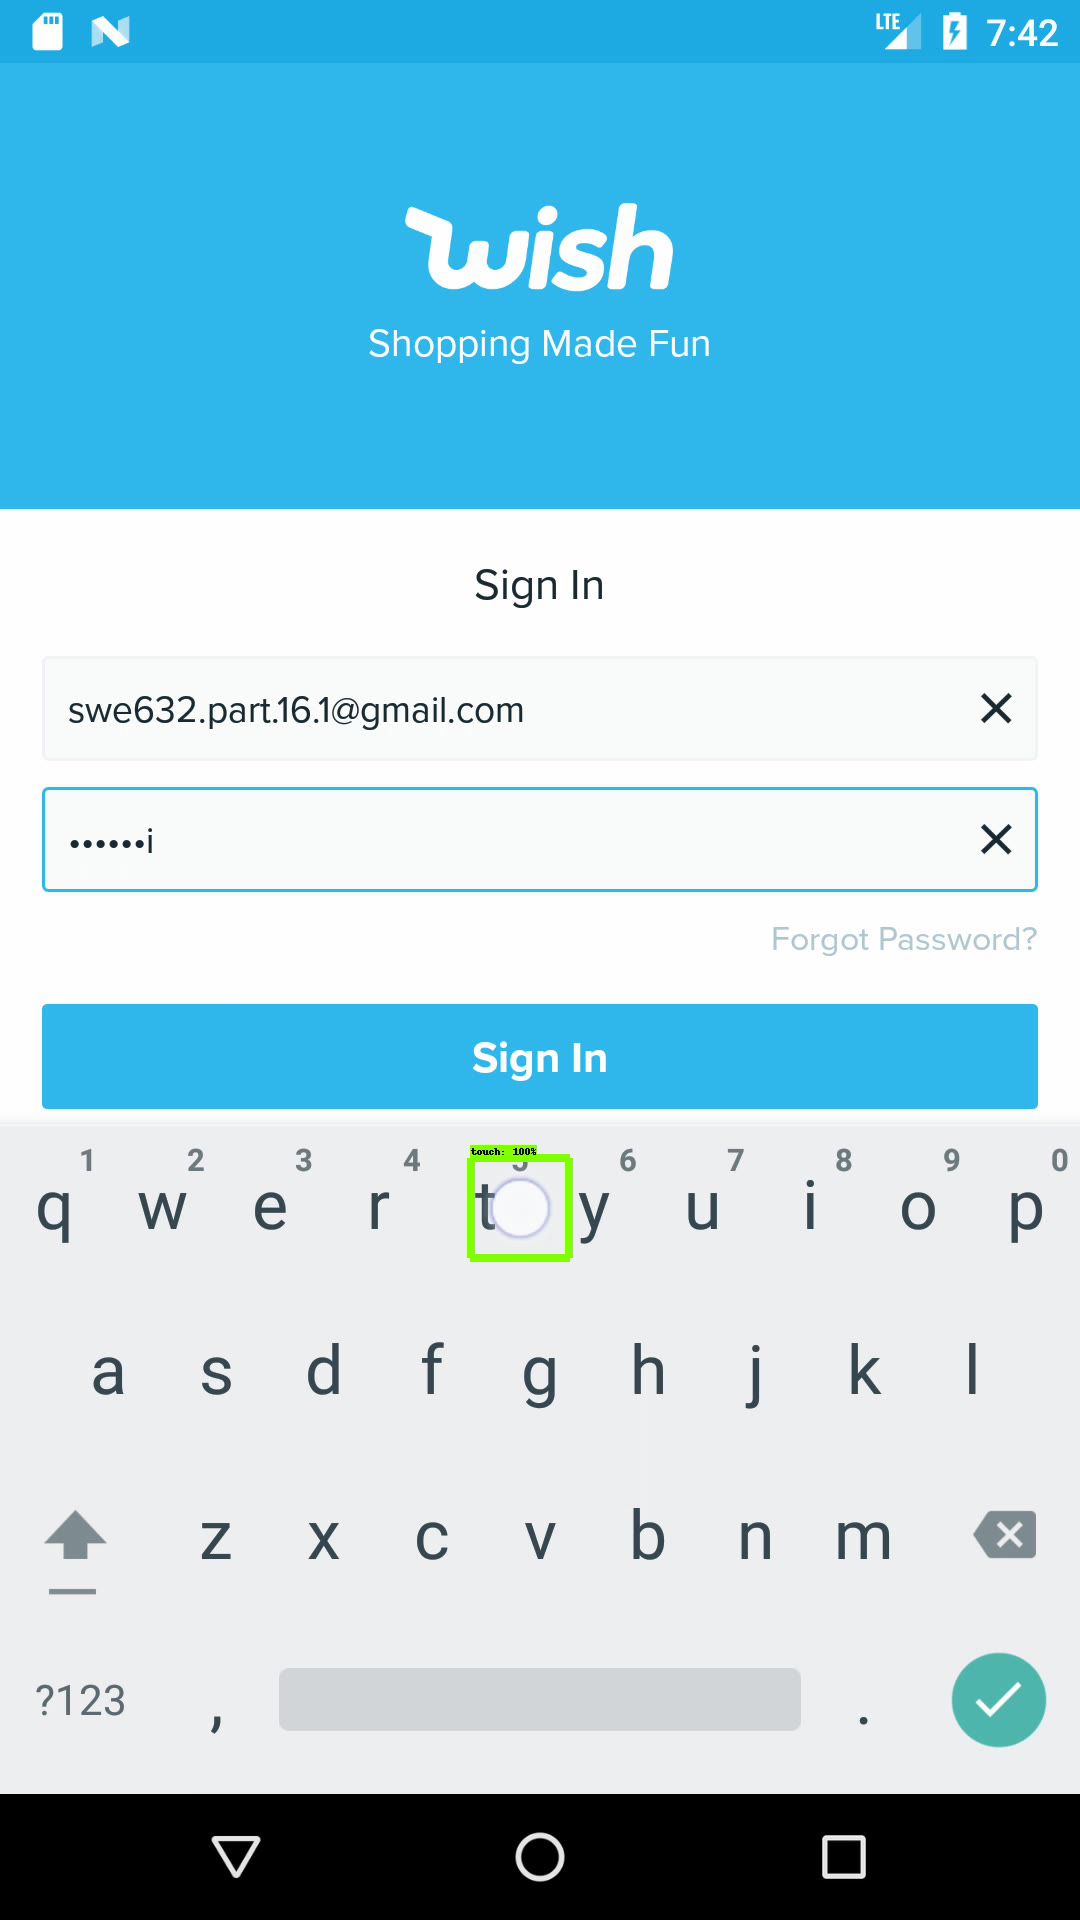 LTE 7:42
wish
Shopping Made Fun
Sign In
swe632.part.16.1@gmail.com
••••••i
Forgot Password?
Sign In
touch: 100%
1 2 3 4 5 6 7 8 9 0
q w e r t y u i o p
a s d f g h j k l
z x c v b n m
?123 , .